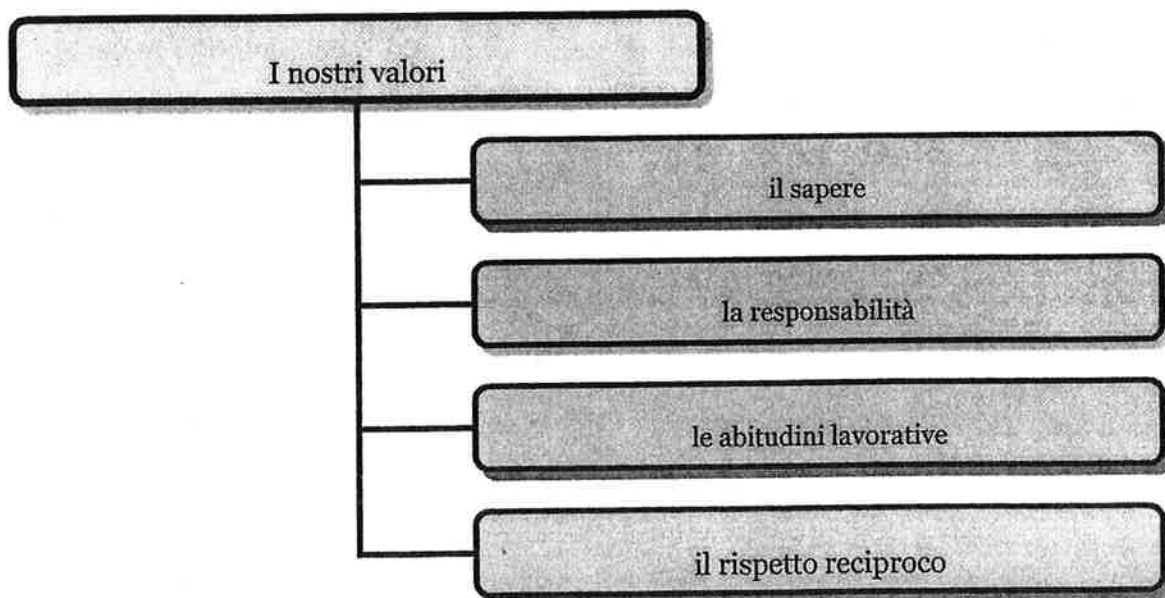 I nostri valori
il sapere
la responsabilità
le abitudini lavorative
il rispetto reciproco